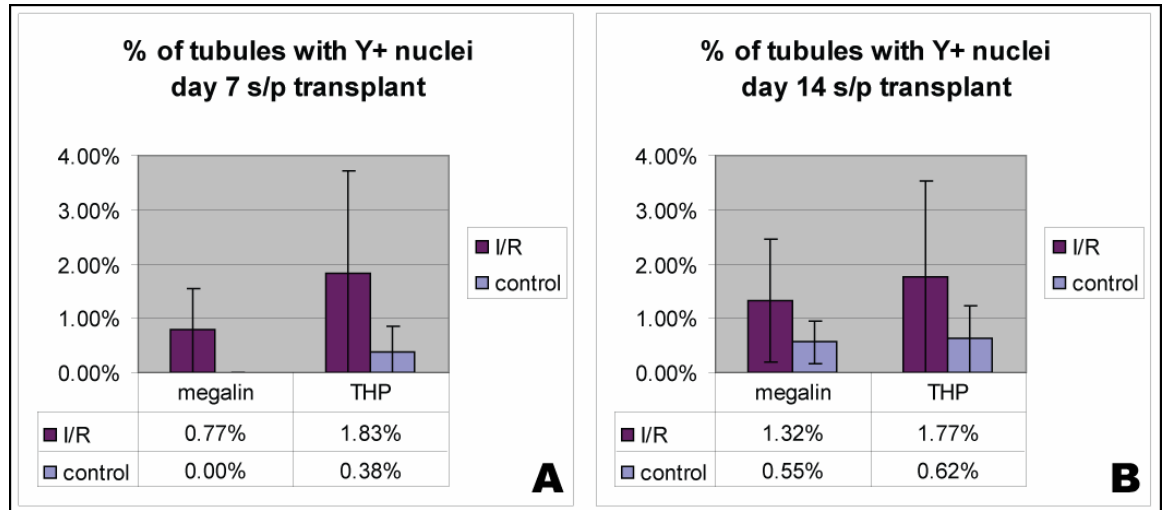 % of tubules with Y+ nuclei
day 7 s/p transplant
4.00%
3.00%
2.00%
1.00%
0.00%
I/R
control
megalin THP
I/R 0.77% 1.83%
control 0.00% 0.38%
A
% of tubules with Y+ nuclei
day 14 s/p transplant
4.00%
3.00%
2.00%
1.00%
0.00%
I/R
control
megalin THP
I/R 1.32% 1.77%
control 0.55% 0.62%
B